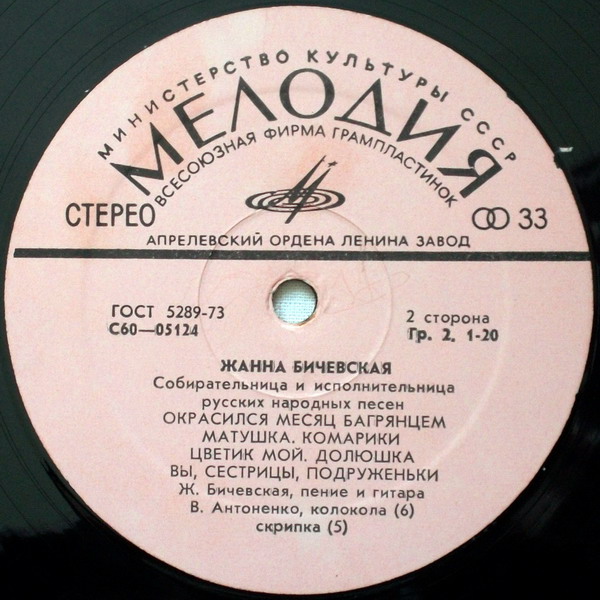 МИНИСТЕРСТВО КУЛЬТУРЫ СССР
МЕЛОДИЯ
ВСЕСОЮЗНАЯ ФИРМА ГРАМПЛАСТИНОК
СТЕРЕО
33
АПРЕЛЕВСКИЙ ОРДЕНА ЛЕНИНА ЗАВОД
ГОСТ 5289-73
С60—05124
2 сторона
Гр. 2. 1-20
ЖАННА БИЧЕВСКАЯ
Собирательница и исполнительница
русских народных песен
ОКРАСИЛСЯ МЕСЯЦ БАГРЯНЦЕМ
МАТУШКА. КОМАРИКИ
ЦВЕТИК МОЙ. ДОЛЮШКА
ВЫ, СЕСТРИЦЫ, ПОДРУЖЕНЬКИ
Ж. Бичевская, пение и гитара
В. Антоненко, колокола (6)
скрипка (5)